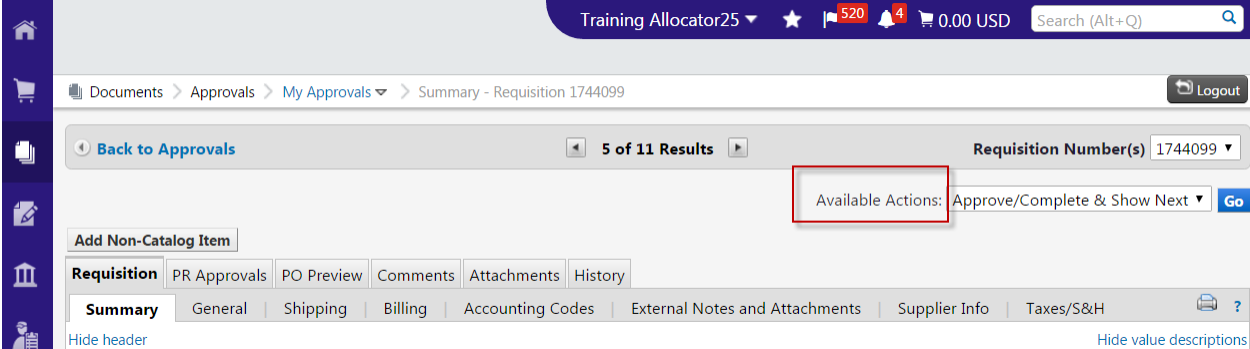 Training Allocator25 520 4 0.00 USD Search (Alt+Q)
Documents Approvals My Approvals Summary - Requisition 1744099 Logout
Back to Approvals 5 of 11 Results Requisition Number(s) 1744099
Available Actions: Approve/Complete & Show Next Go
Add Non-Catalog Item
Requisition PR Approvals PO Preview Comments Attachments History
Summary General Shipping Billing Accounting Codes External Notes and Attachments Supplier Info Taxes/S&H ?
Hide header Hide value descriptions